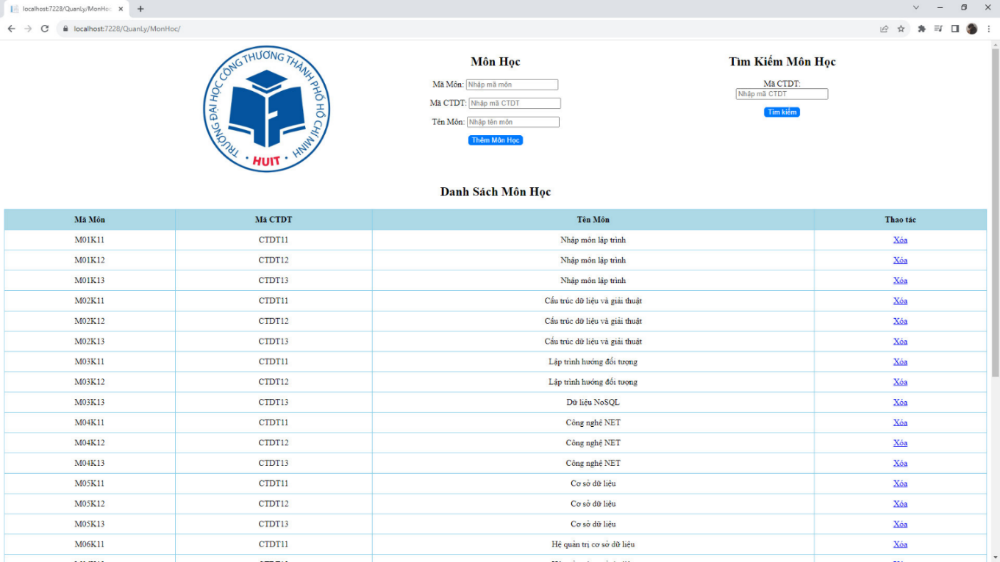 localhost:7228/QuanLy/MonHoc
localhost:7228/QuanLy/MonHoc/
TRƯỜNG ĐẠI HỌC CÔNG THƯƠNG THÀNH PHỐ HỒ CHÍ MINH
HUIT
Môn Học
Mã Môn: Nhập mã môn
Mã CTDT: Nhập mã CTDT
Tên Môn: Nhập tên môn
Thêm Môn Học
Tìm Kiếm Môn Học
Mã CTDT:
Nhập mã CTDT
Tìm kiếm
Danh Sách Môn Học
Mã Môn Mã CTDT Tên Môn Thao tác
M01K11 CTDT11 Nhập môn lập trình Xóa
M01K12 CTDT12 Nhập môn lập trình Xóa
M01K13 CTDT13 Nhập môn lập trình Xóa
M02K11 CTDT11 Cấu trúc dữ liệu và giải thuật Xóa
M02K12 CTDT12 Cấu trúc dữ liệu và giải thuật Xóa
M02K13 CTDT13 Cấu trúc dữ liệu và giải thuật Xóa
M03K11 CTDT11 Lập trình hướng đối tượng Xóa
M03K12 CTDT12 Lập trình hướng đối tượng Xóa
M03K13 CTDT13 Dữ liệu NoSQL Xóa
M04K11 CTDT11 Công nghệ NET Xóa
M04K12 CTDT12 Công nghệ NET Xóa
M04K13 CTDT13 Công nghệ NET Xóa
M05K11 CTDT11 Cơ sở dữ liệu Xóa
M05K12 CTDT12 Cơ sở dữ liệu Xóa
M05K13 CTDT13 Cơ sở dữ liệu Xóa
M06K11 CTDT11 Hệ quản trị cơ sở dữ liệu Xóa